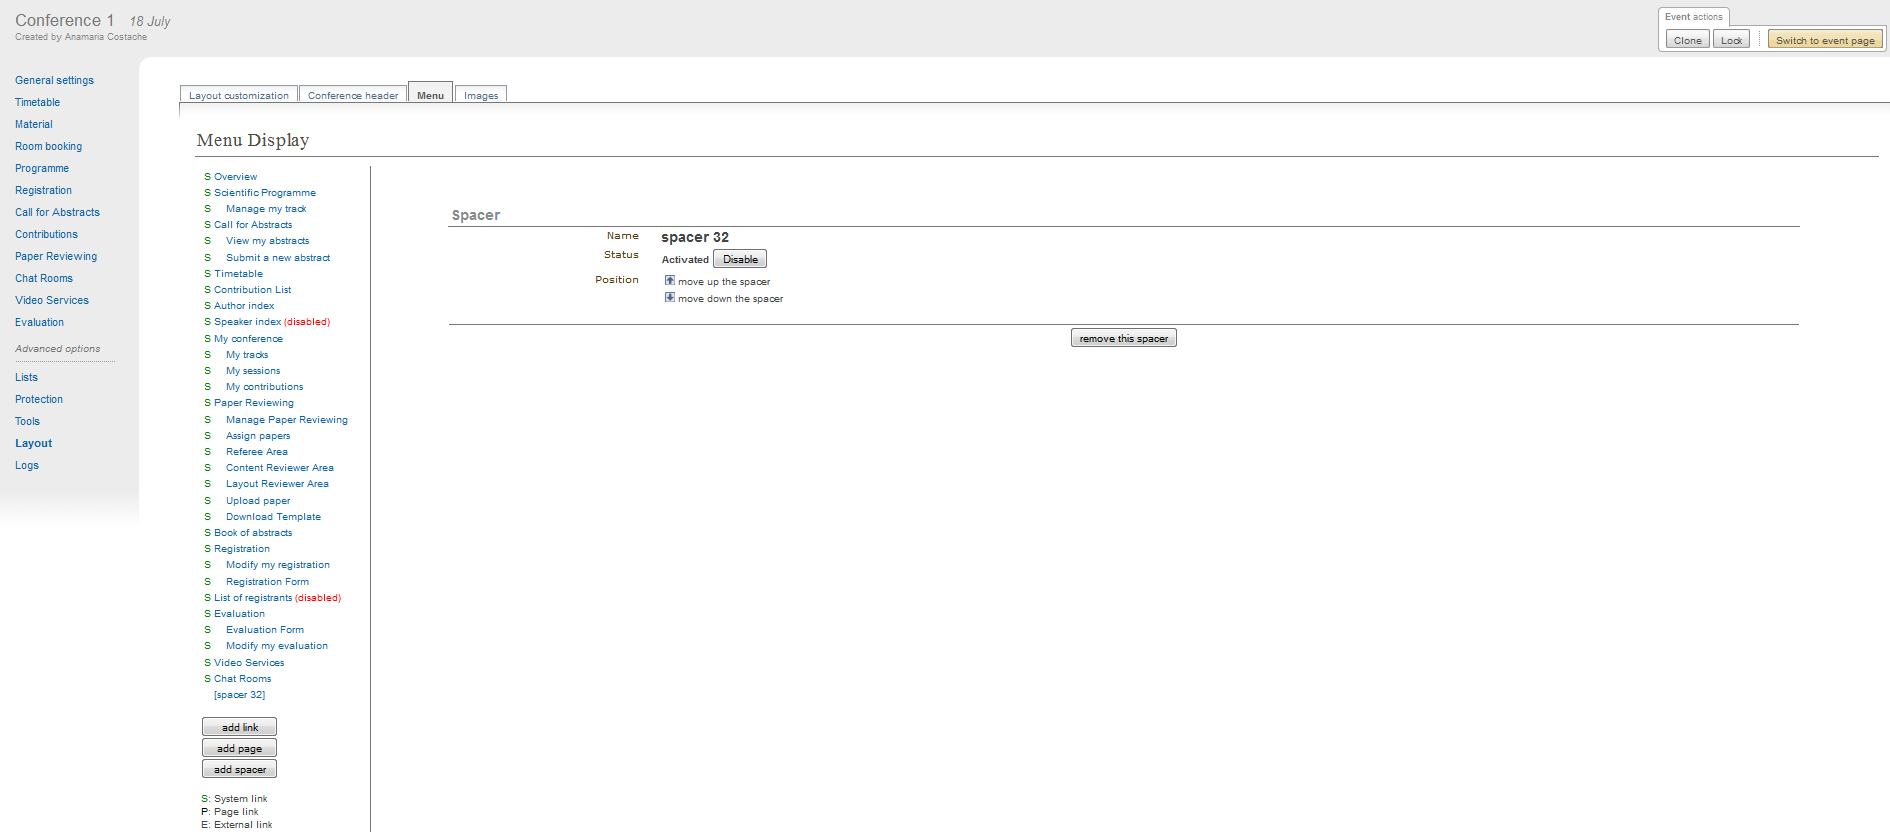 Conference 1 18 July
Created by Anamaria Costache
Event actions
Clone Lock Switch to event page
General settings
Timetable
Material
Room booking
Programme
Registration
Call for Abstracts
Contributions
Paper Reviewing
Chat Rooms
Video Services
Evaluation
Advanced options
Lists
Protection
Tools
Layout
Logs
Layout customization Conference header Menu Images
Menu Display
S Overview
S Scientific Programme
S Manage my track
S Call for Abstracts
S View my abstracts
S Submit a new abstract
S Timetable
S Contribution List
S Author index
S Speaker index (disabled)
S My conference
S My tracks
S My sessions
S My contributions
S Paper Reviewing
S Manage Paper Reviewing
S Assign papers
S Referee Area
S Content Reviewer Area
S Layout Reviewer Area
S Upload paper
S Download Template
S Book of abstracts
S Registration
S Modify my registration
S Registration Form
S List of registrants (disabled)
S Evaluation
S Evaluation Form
S Modify my evaluation
S Video Services
S Chat Rooms
[spacer 32]
add link
add page
add spacer
S: System link
P: Page link
E: External link
Spacer
Name spacer 32
Status Activated Disable
Position move up the spacer
move down the spacer
remove this spacer